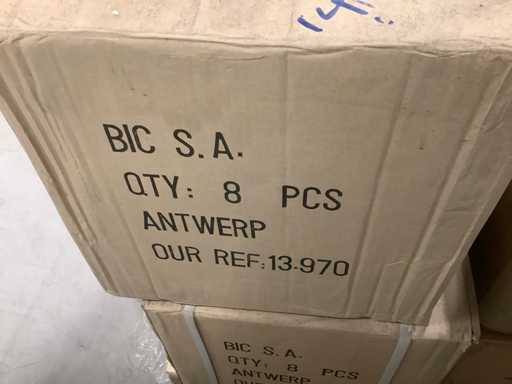 BIC S.A.
QTY: 8 PCS
ANTWERP
OUR REF:13.970
BIC S.A.
QTY: 8 PCS
ANTWERP